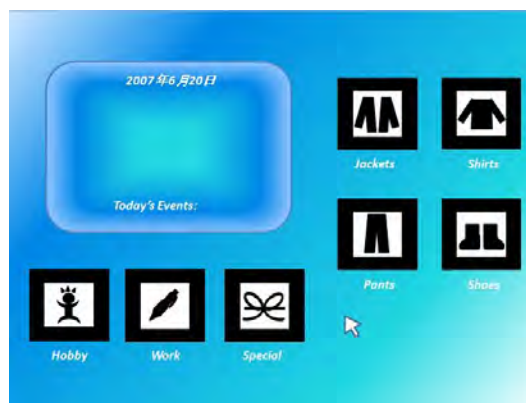 2007年6月20日
Today's Events:
Jackets
Shirts
Pants
Shoes
Hobby
Work
Special